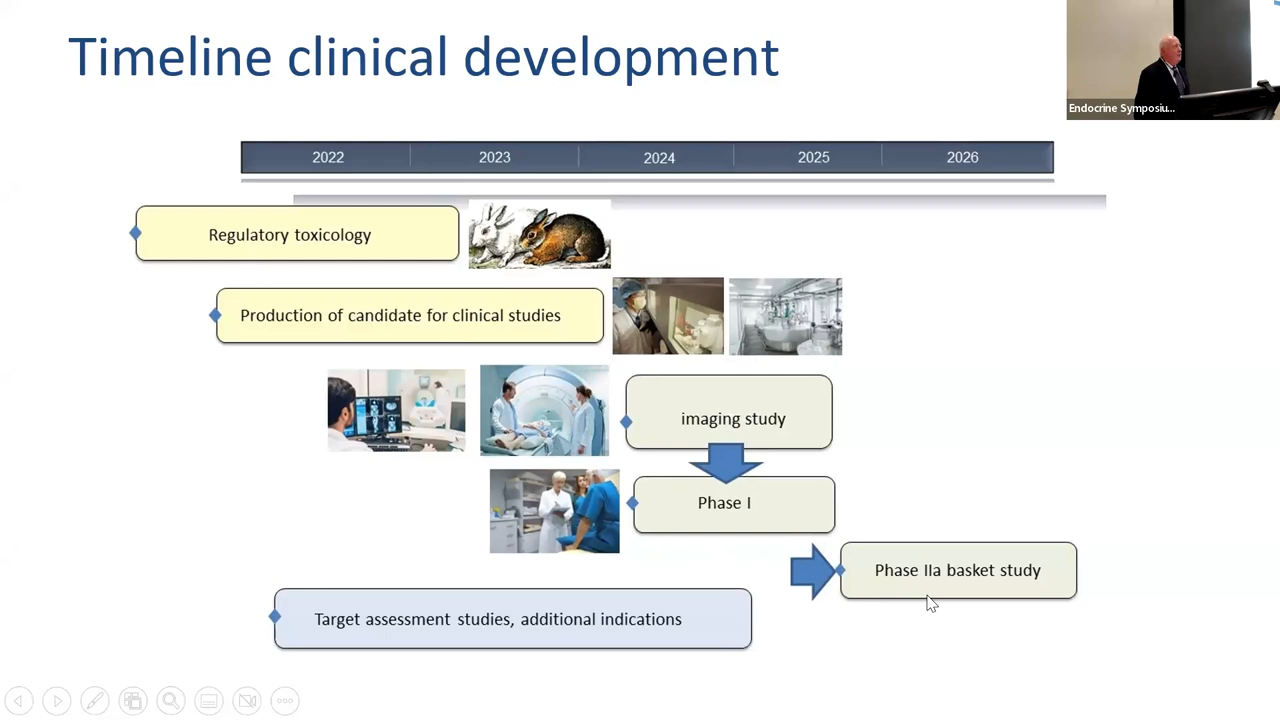 Timeline clinical development
Endocrine Symposiu...
2022 2023 2024 2025 2026
Regulatory toxicology
Production of candidate for clinical studies
imaging study
Phase I
Phase IIa basket study
Target assessment studies, additional indications